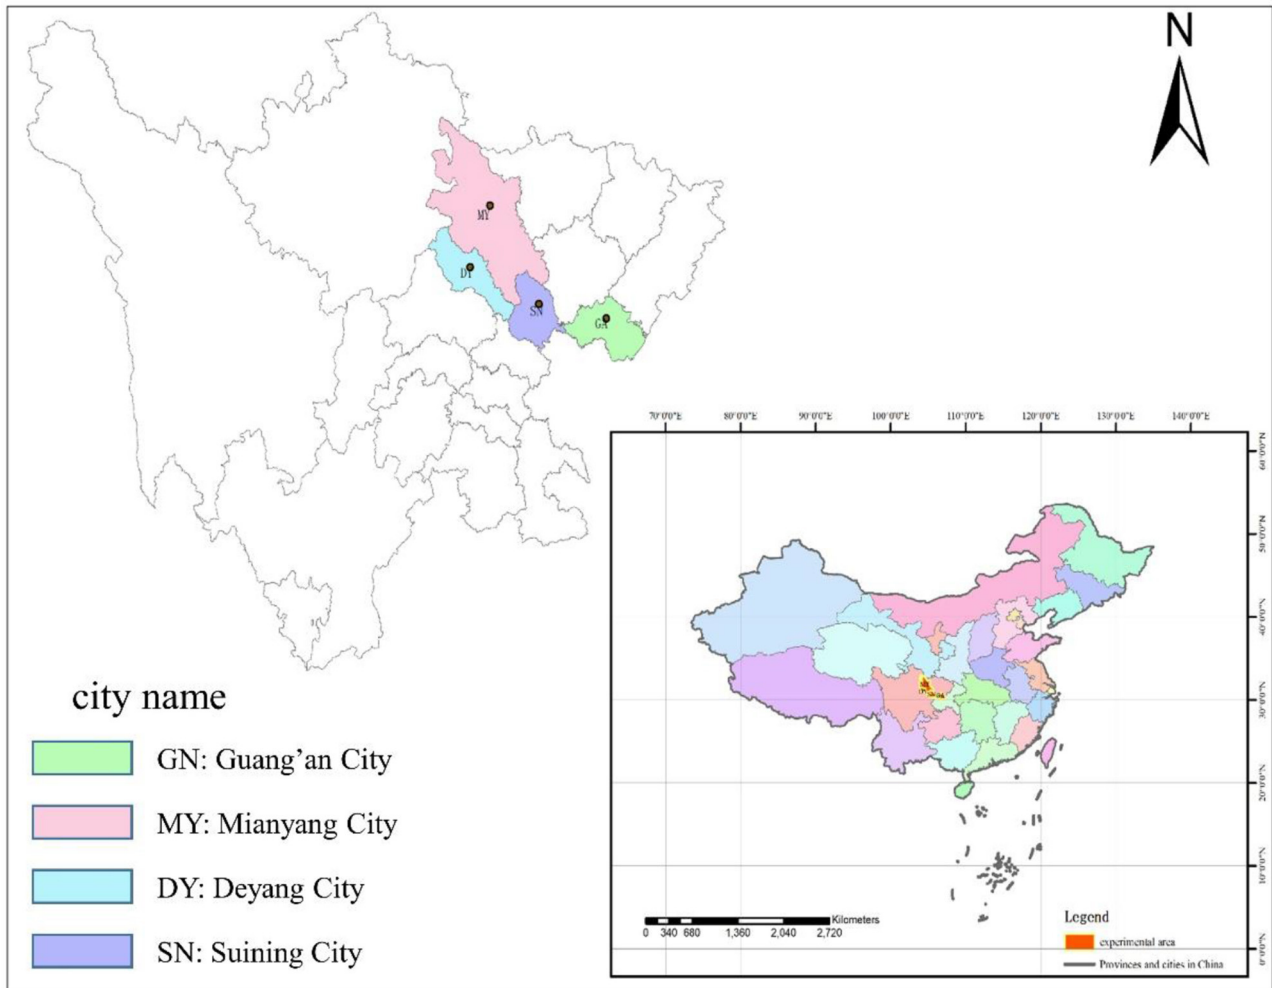 N
MY
DY
SN
GA
70°0'0"E 80°0'0"E 90°0'0"E 100°0'0"E 110°0'0"E 120°0'0"E 130°0'0"E 140°0'0"E
60°0'0"N
50°0'0"N
40°0'0"N
30°0'0"N
20°0'0"N
10°0'0"N
0°0'0"N
city name
GN: Guang’an City
MY: Mianyang City
DY: Deyang City
SN: Suining City
Kilometers
0 340 680 1,360 2,040 2,720
Legend
experimental area
Provinces and cities in China